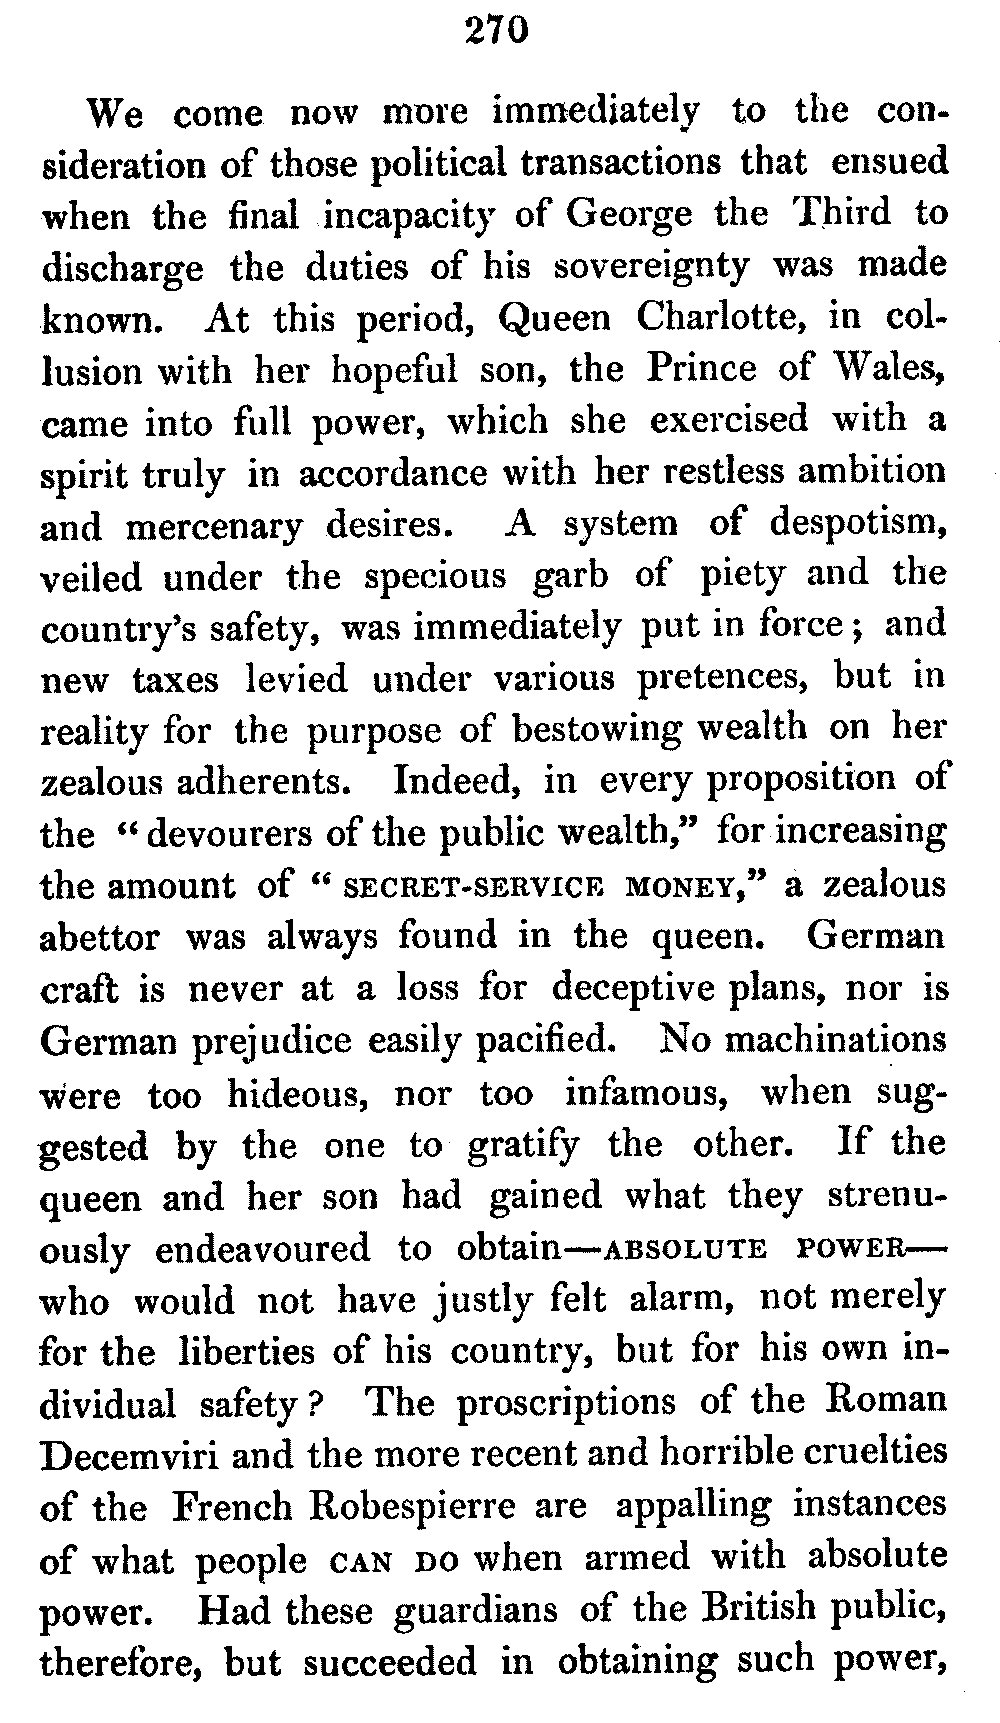 270
We come now more immediately to the con-
sideration of those political transactions that ensued
when the final incapacity of George the Third to
discharge the duties of his sovereignty was made
known. At this period, Queen Charlotte, in col-
lusion with her hopeful son, the Prince of Wales,
came into full power, which she exercised with a
spirit truly in accordance with her restless ambition
and mercenary desires. A system of despotism,
veiled under the specious garb of piety and the
country's safety, was immediately put in force; and
new taxes levied under various pretences, but in
reality for the purpose of bestowing wealth on her
zealous adherents. Indeed, in every proposition of
the “devourers of the public wealth,” for increasing
the amount of “SECRET-SERVICE MONEY,” a zealous
abettor was always found in the queen. German
craft is never at a loss for deceptive plans, nor is
German prejudice easily pacified. No machinations
were too hideous, nor too infamous, when sug-
gested by the one to gratify the other. If the
queen and her son had gained what they strenu-
ously endeavoured to obtain—ABSOLUTE POWER—
who would not have justly felt alarm, not merely
for the liberties of his country, but for his own in-
dividual safety? The proscriptions of the Roman
Decemviri and the more recent and horrible cruelties
of the French Robespierre are appalling instances
of what people CAN DO when armed with absolute
power. Had these guardians of the British public,
therefore, but succeeded in obtaining such power,